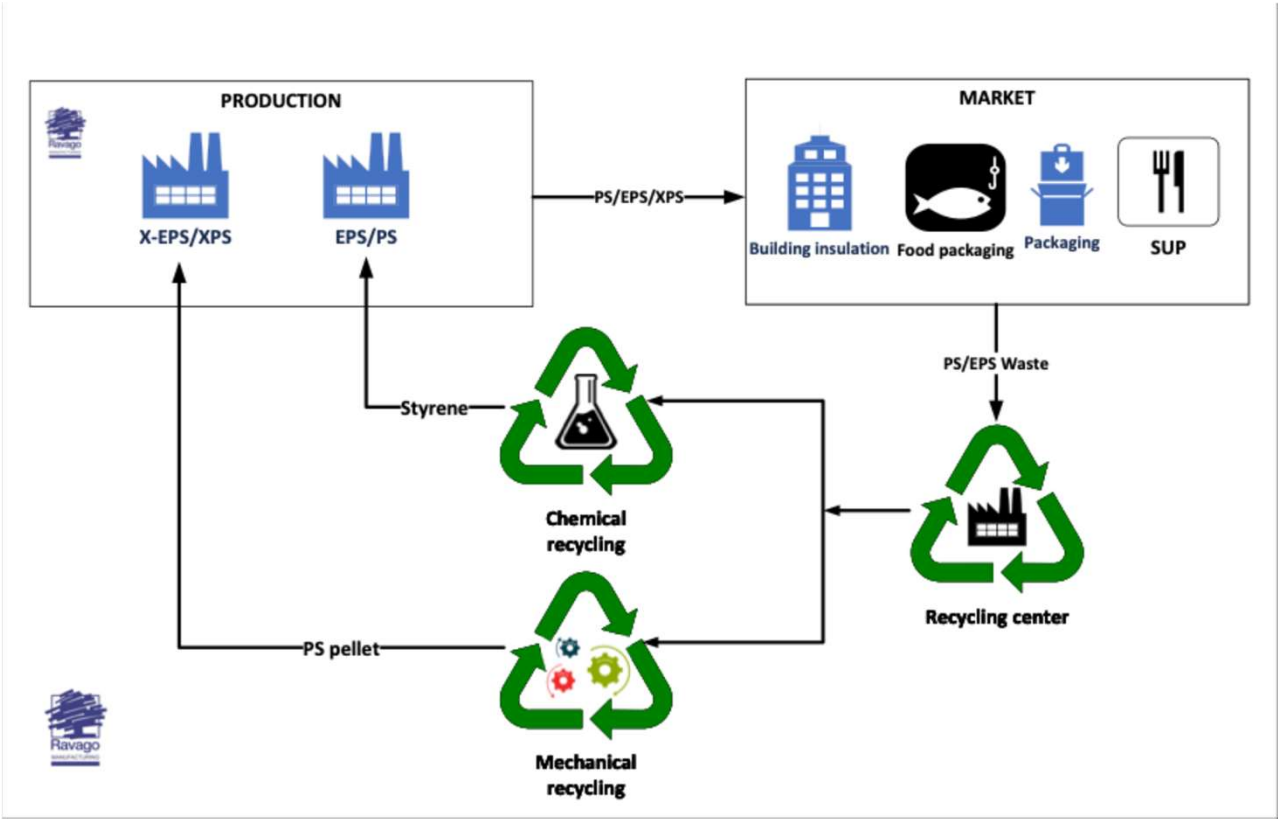 PRODUCTION
Ravago
X-EPS/XPS
EPS/PS
PS/EPS/XPS
MARKET
Building insulation
Food packaging
Packaging
SUP
PS/EPS Waste
Styrene
Chemical
recycling
Recycling center
PS pellet
Mechanical
recycling
Ravago
MANUFACTURING